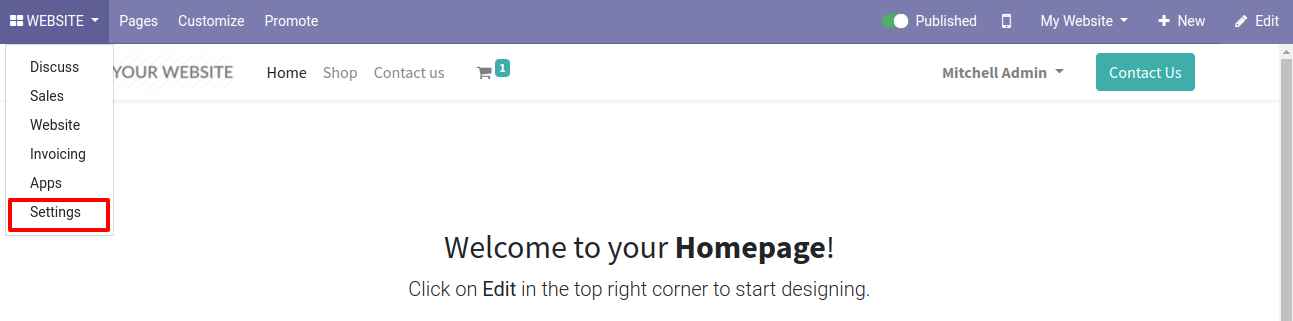 WEBSITE Pages Customize Promote Published My Website New Edit
YOUR WEBSITE Home Shop Contact us 1 Mitchell Admin Contact Us
Discuss
Sales
Website
Invoicing
Apps
Settings
Welcome to your Homepage!
Click on Edit in the top right corner to start designing.